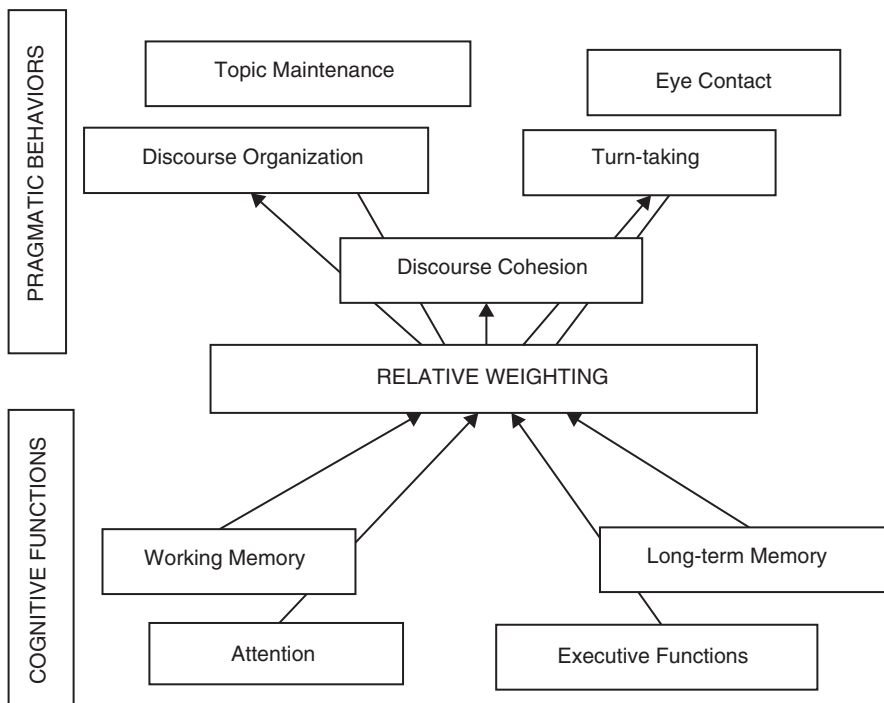 PRAGMATIC BEHAVIORS
Topic Maintenance
Eye Contact
Discourse Organization
Turn-taking
Discourse Cohesion
RELATIVE WEIGHTING
COGNITIVE FUNCTIONS
Working Memory
Long-term Memory
Attention
Executive Functions